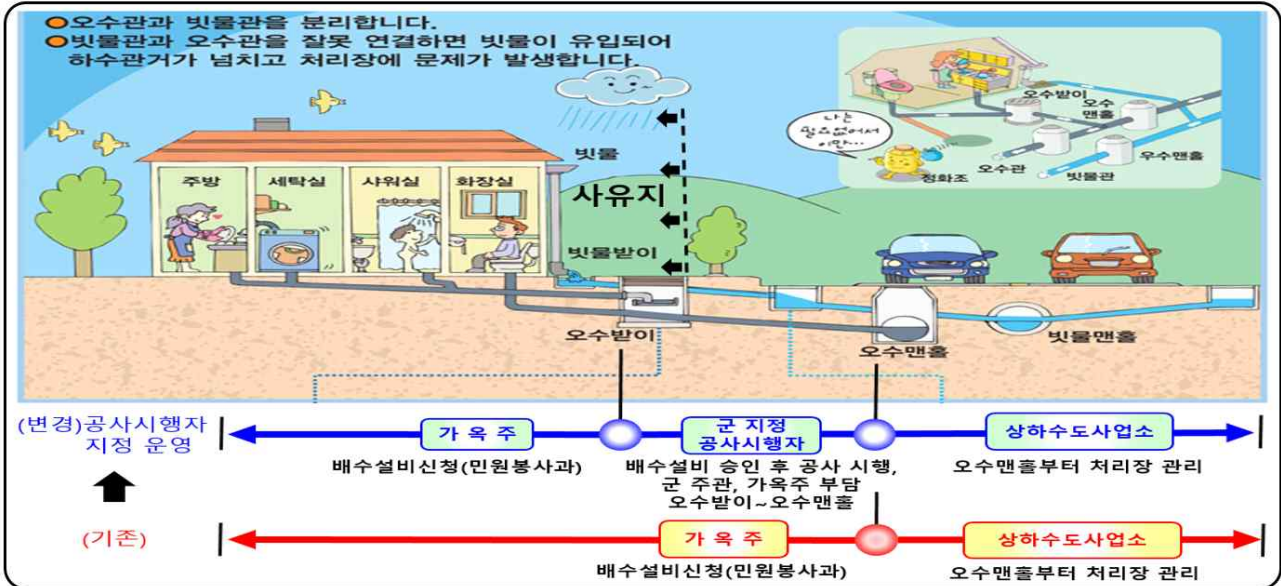 ●오수관과 빗물관을 분리합니다.
●빗물관과 오수관을 잘못 연결하면 빗물이 유입되어
하수관거가 넘치고 처리장에 문제가 발생합니다.
오수받이
오수
맨홀
나는
필요없어서
이만...
우수맨홀
정화조
오수관
빗물관
빗물
주방
세탁실
샤워실
화장실
사유지
빗물받이
오수받이
오수맨홀
빗물맨홀
(변경)공사시행자
지정 운영
가 옥 주
군 지정
공사시행자
상하수도사업소
배수설비신청(민원봉사과)
배수설비 승인 후 공사 시행,
군 주관, 가옥주 부담
오수받이~오수맨홀
오수맨홀부터 처리장 관리
(기존)
가 옥 주
상하수도사업소
배수설비신청(민원봉사과)
오수맨홀부터 처리장 관리